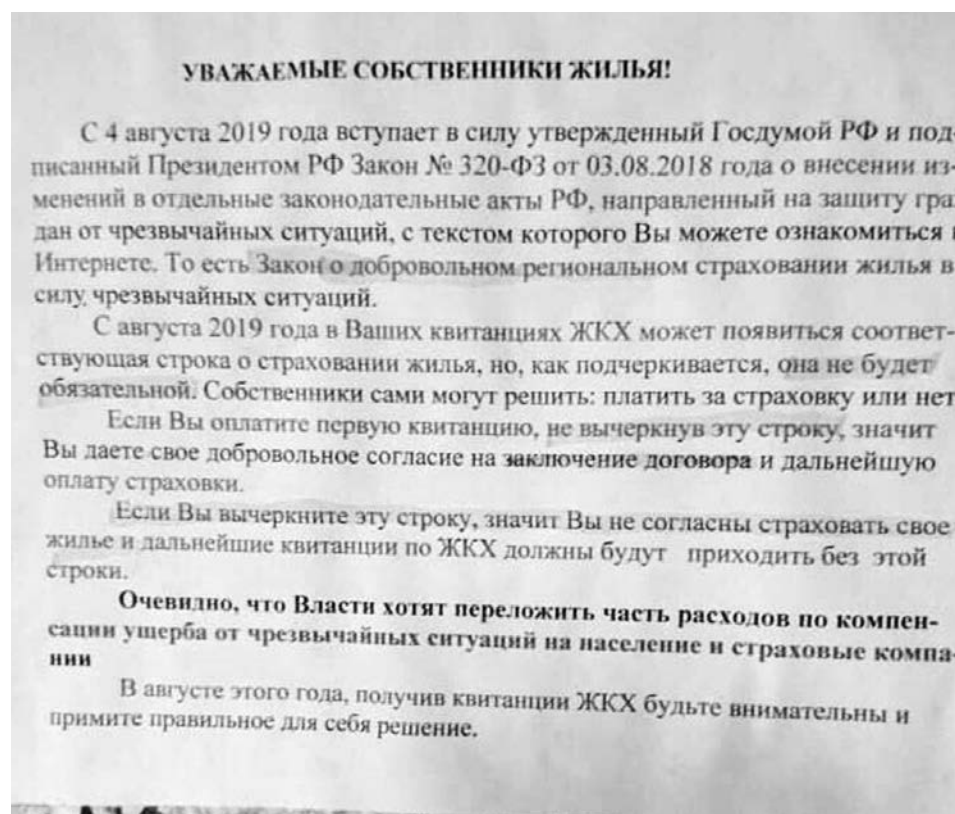 УВАЖАЕМЫЕ СОБСТВЕННИКИ ЖИЛЬЯ!
С 4 августа 2019 года вступает в силу утвержденный Госдумой РФ и под-
писанный Президентом РФ Закон № 320-ФЗ от 03.08.2018 года о внесении из-
менений в отдельные законодательные акты РФ, направленный на защиту гра
дан от чрезвычайных ситуаций, с текстом которого Вы можете ознакомиться
Интернете. То есть Закон о добровольном региональном страховании жилья в
силу чрезвычайных ситуаций.
С августа 2019 года в Ваших квитанциях ЖКХ может появиться соответ-
ствующая строка о страховании жилья, но, как подчеркивается, она не будет
обязательной. Собственники сами могут решить: платить за страховку или нет
Если Вы оплатите первую квитанцию, не вычеркнув эту строку, значит
Вы даете свое добровольное согласие на заключение договора и дальнейшую
оплату страховки.
Если Вы вычеркните эту строку, значит Вы не согласны страховать свое
жилье и дальнейшие квитанции по ЖКХ должны будут приходить без этой
строки.
Очевидно, что Власти хотят переложить часть расходов по компен-
сации ущерба от чрезвычайных ситуаций на население и страховые компа-
нии
В августе этого года, получив квитанции ЖКХ будьте внимательны и
примите правильное для себя решение.